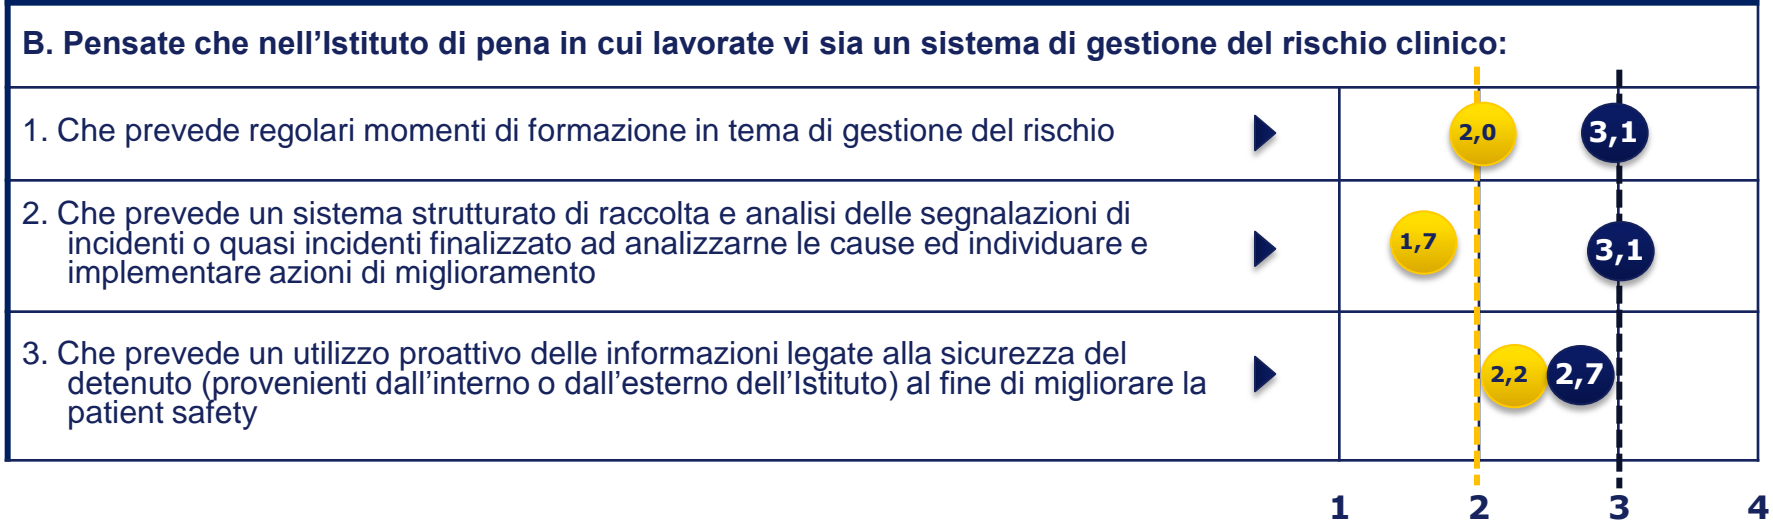 B. Pensate che nell’Istituto di pena in cui lavorate vi sia un sistema di gestione del rischio clinico:
1. Che prevede regolari momenti di formazione in tema di gestione del rischio
2,0
3,1
2. Che prevede un sistema strutturato di raccolta e analisi delle segnalazioni di
incidenti o quasi incidenti finalizzato ad analizzarne le cause ed individuare e
implementare azioni di miglioramento
1,7
3,1
3. Che prevede un utilizzo proattivo delle informazioni legate alla sicurezza del
detenuto (provenienti dall’interno o dall’esterno dell’Istituto) al fine di migliorare la
patient safety
2,2
2,7
1 2 3 4